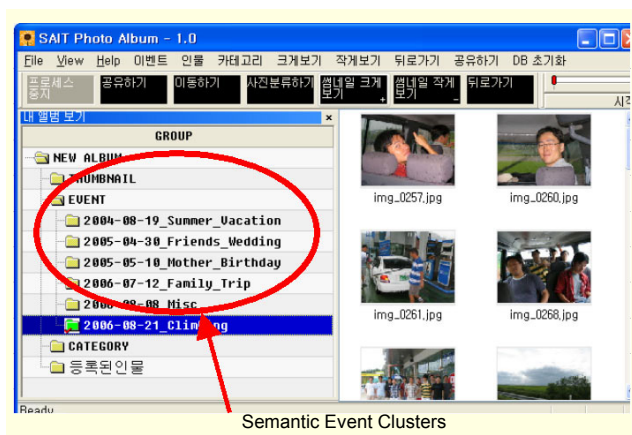 SAIT Photo Album - 1.0
File View Help 이벤트 인물 카테고리 크게보기 작게보기 뒤로가기 공유하기 DB 초기화
프로세스 중지 공유하기 이동하기 사진분류하기 썸네일 크게 보기 + 썸네일 작게 보기 - 뒤로가기
내 앨범 보기 ×
GROUP
NEW ALBUM
THUMBNAIL
EVENT
2004-08-19_Summer_Vacation
2005-04-30_Friends_Wedding
2005-05-10_Mother_Birthday
2006-07-12_Family_Trip
2006-08-08_Misc
2006-08-21_Climbing
CATEGORY
등록된인물
img_0257.jpg img_0260.jpg
img_0261.jpg img_0268.jpg
Ready
Semantic Event Clusters